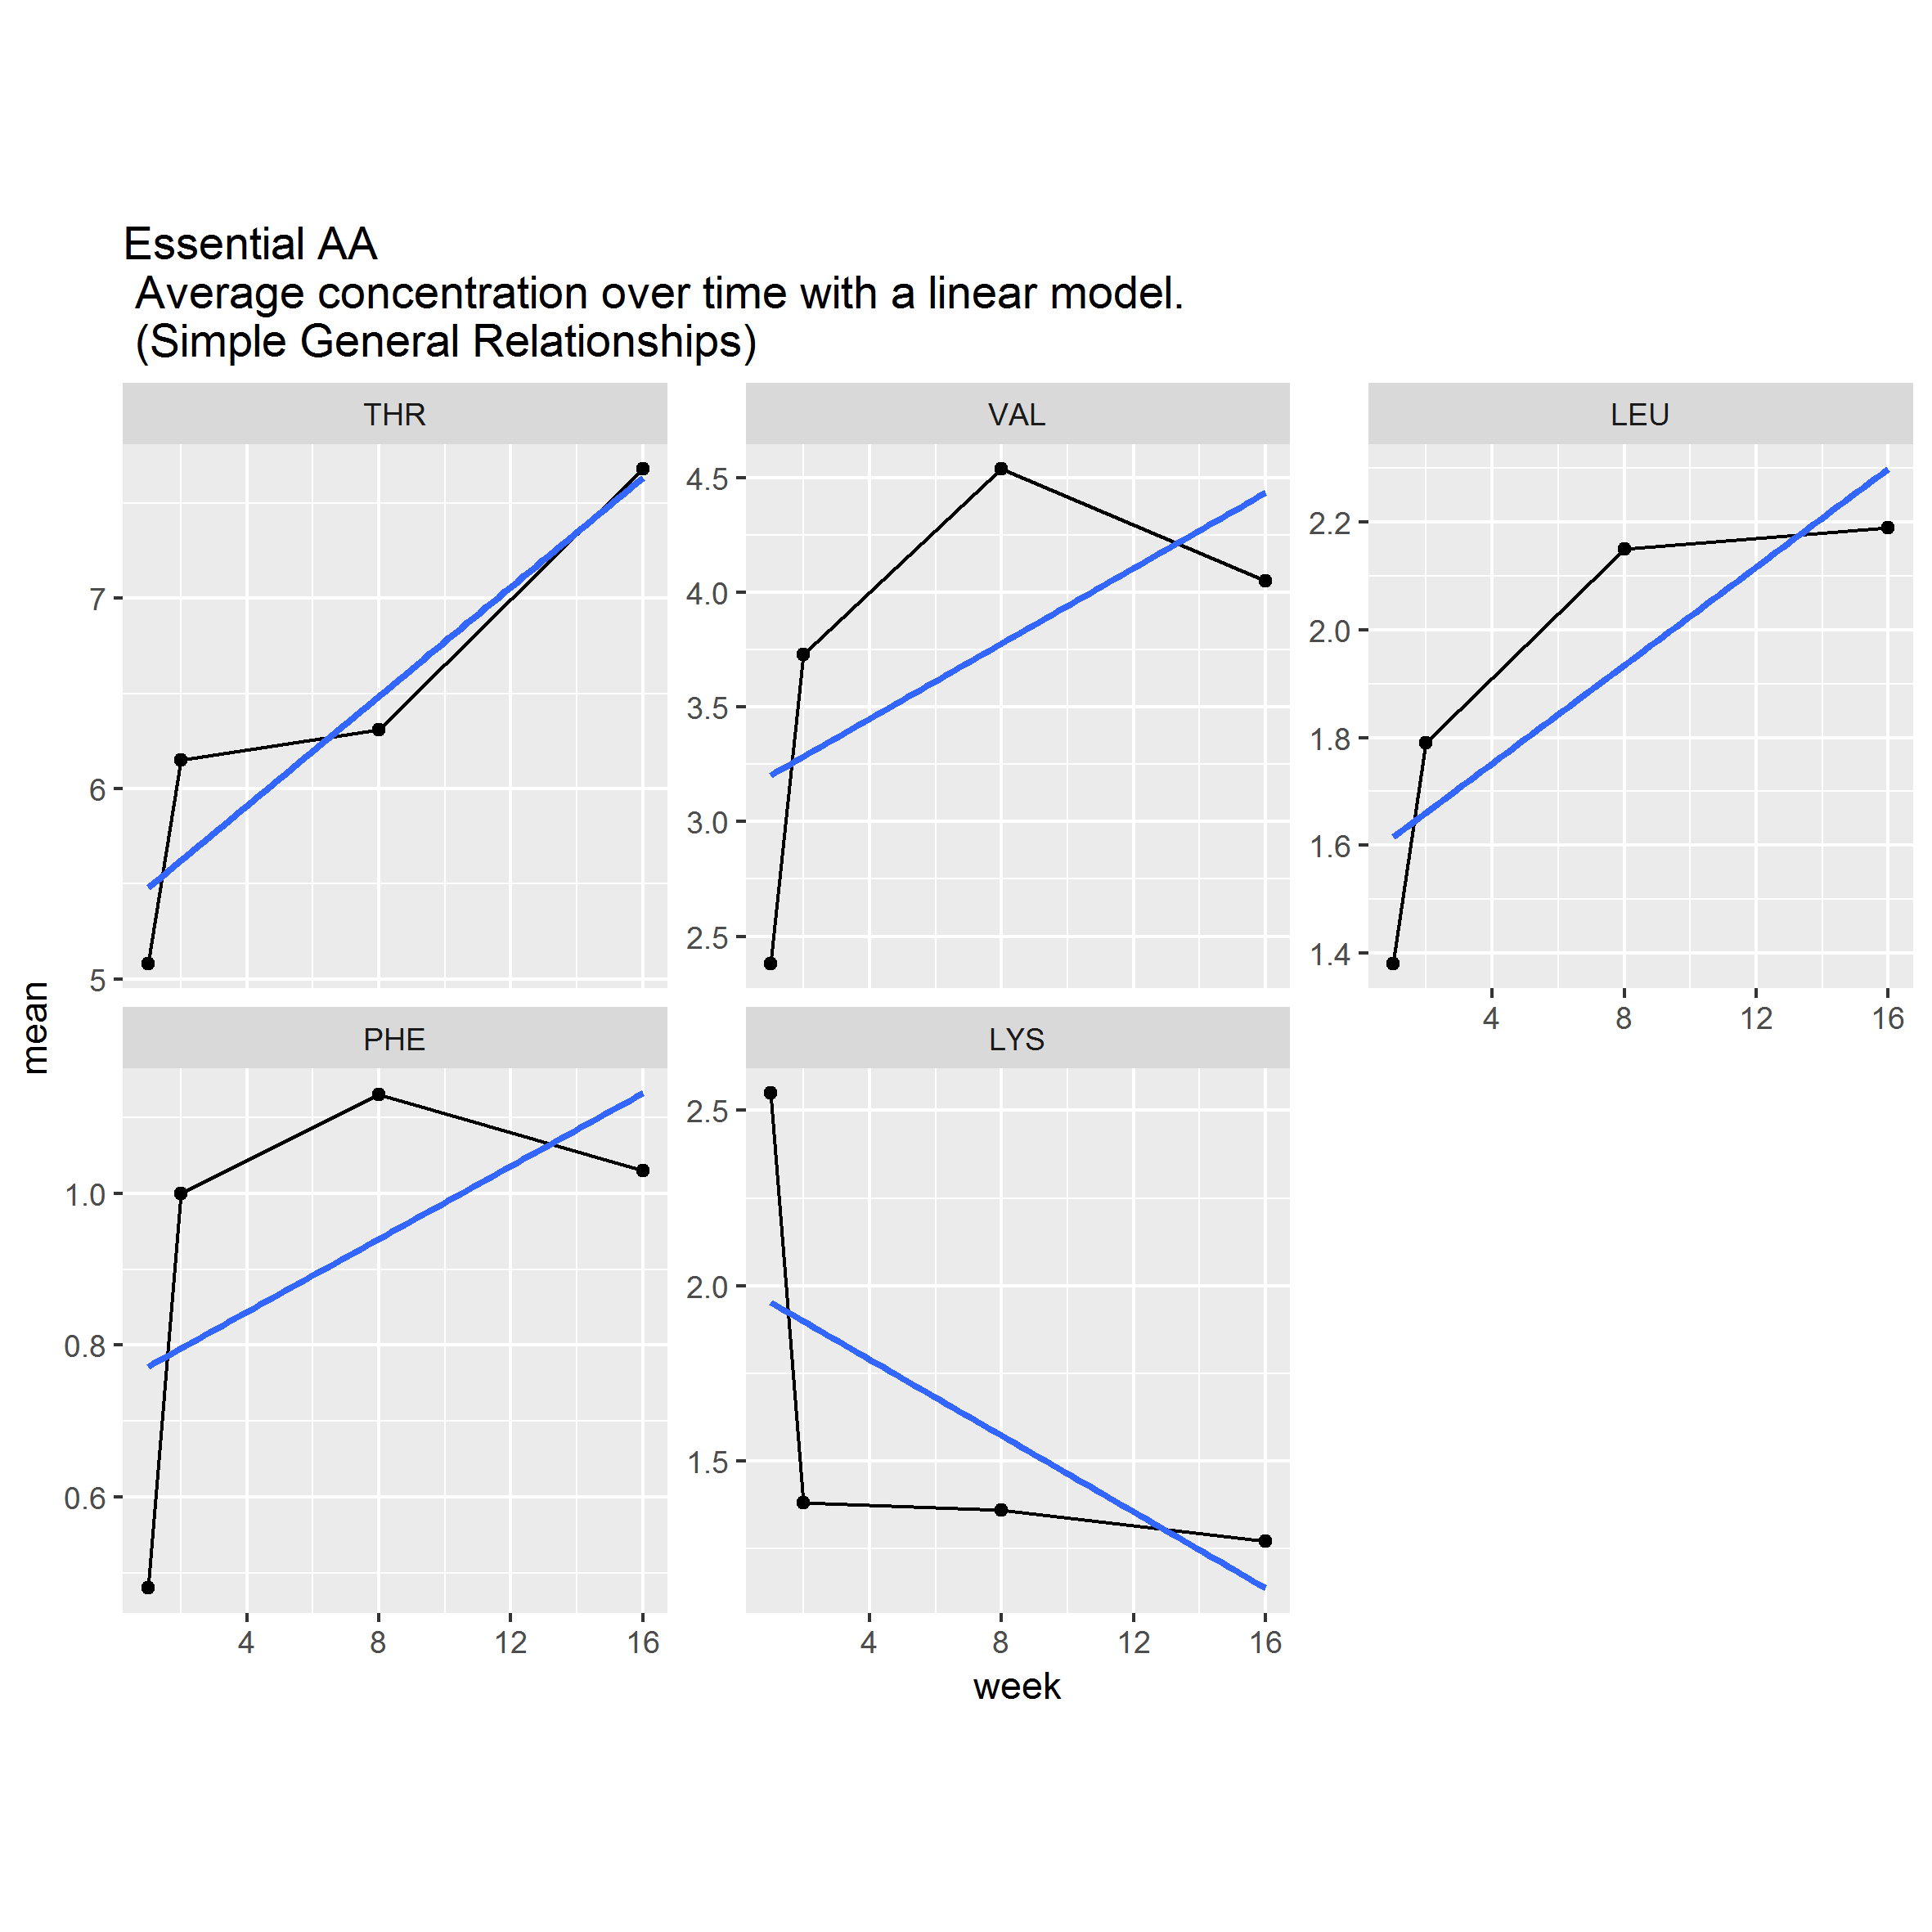 Essential AA
Average concentration over time with a linear model.
(Simple General Relationships)
THR
VAL
LEU
7
6
5
4.5
4.0
3.5
3.0
2.5
2.2
2.0
1.8
1.6
1.4
4 8 12 16
mean
PHE
LYS
1.0
0.8
0.6
2.5
2.0
1.5
4 8 12 16
4 8 12 16
week